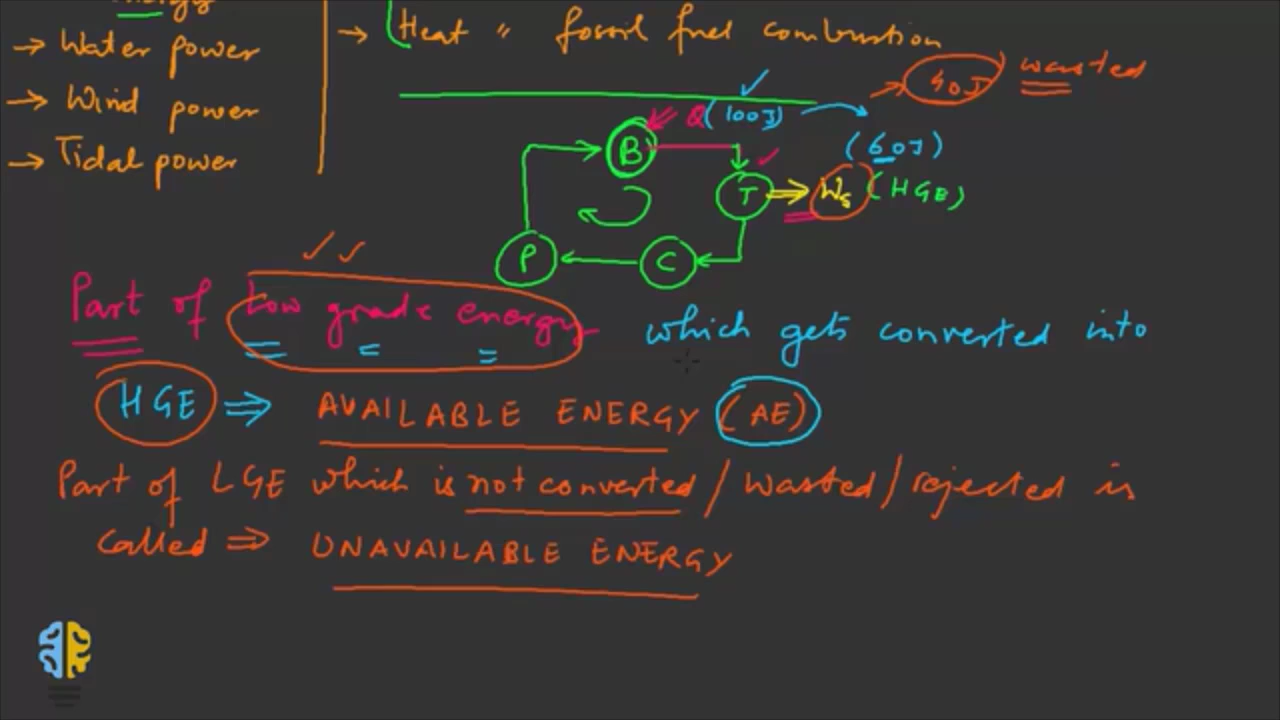 → Water power
→ Wind power
→ Tidal power
→ Heat " fossil fuel combustion
Q (100J) → 40J wasted
(60J)
B
T ⇒ Ws (HGE)
P
C
Part of low grade energy which gets converted into
HGE ⇒ AVAILABLE ENERGY (AE)
Part of LGE which is not converted / wasted / rejected is
called ⇒ UNAVAILABLE ENERGY